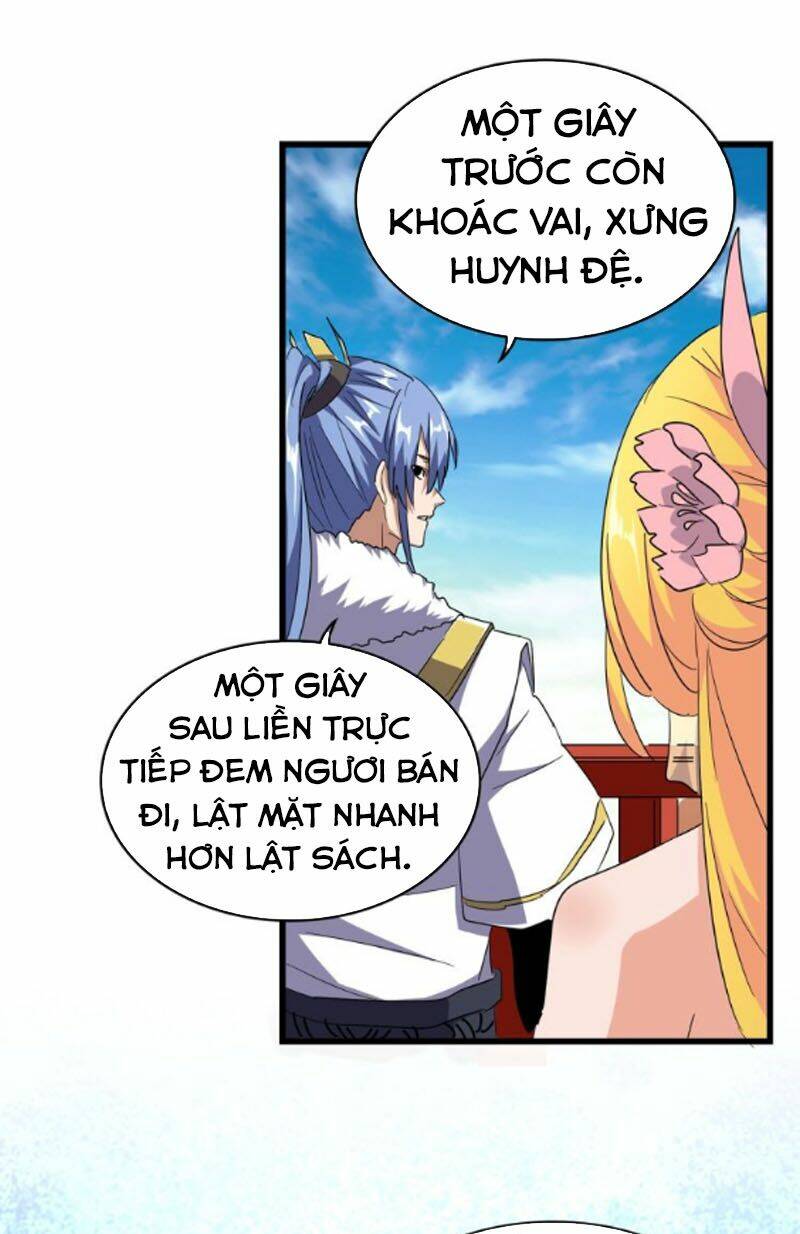 MỘT GIÂY
TRƯỚC CÒN
KHOÁC VAI, XƯNG
HUYNH ĐỆ.
MỘT GIÂY
SAU LIỀN TRỰC
TIẾP ĐEM NGƯƠI BÁN
ĐI, LẬT MẶT NHANH
HƠN LẬT SÁCH.